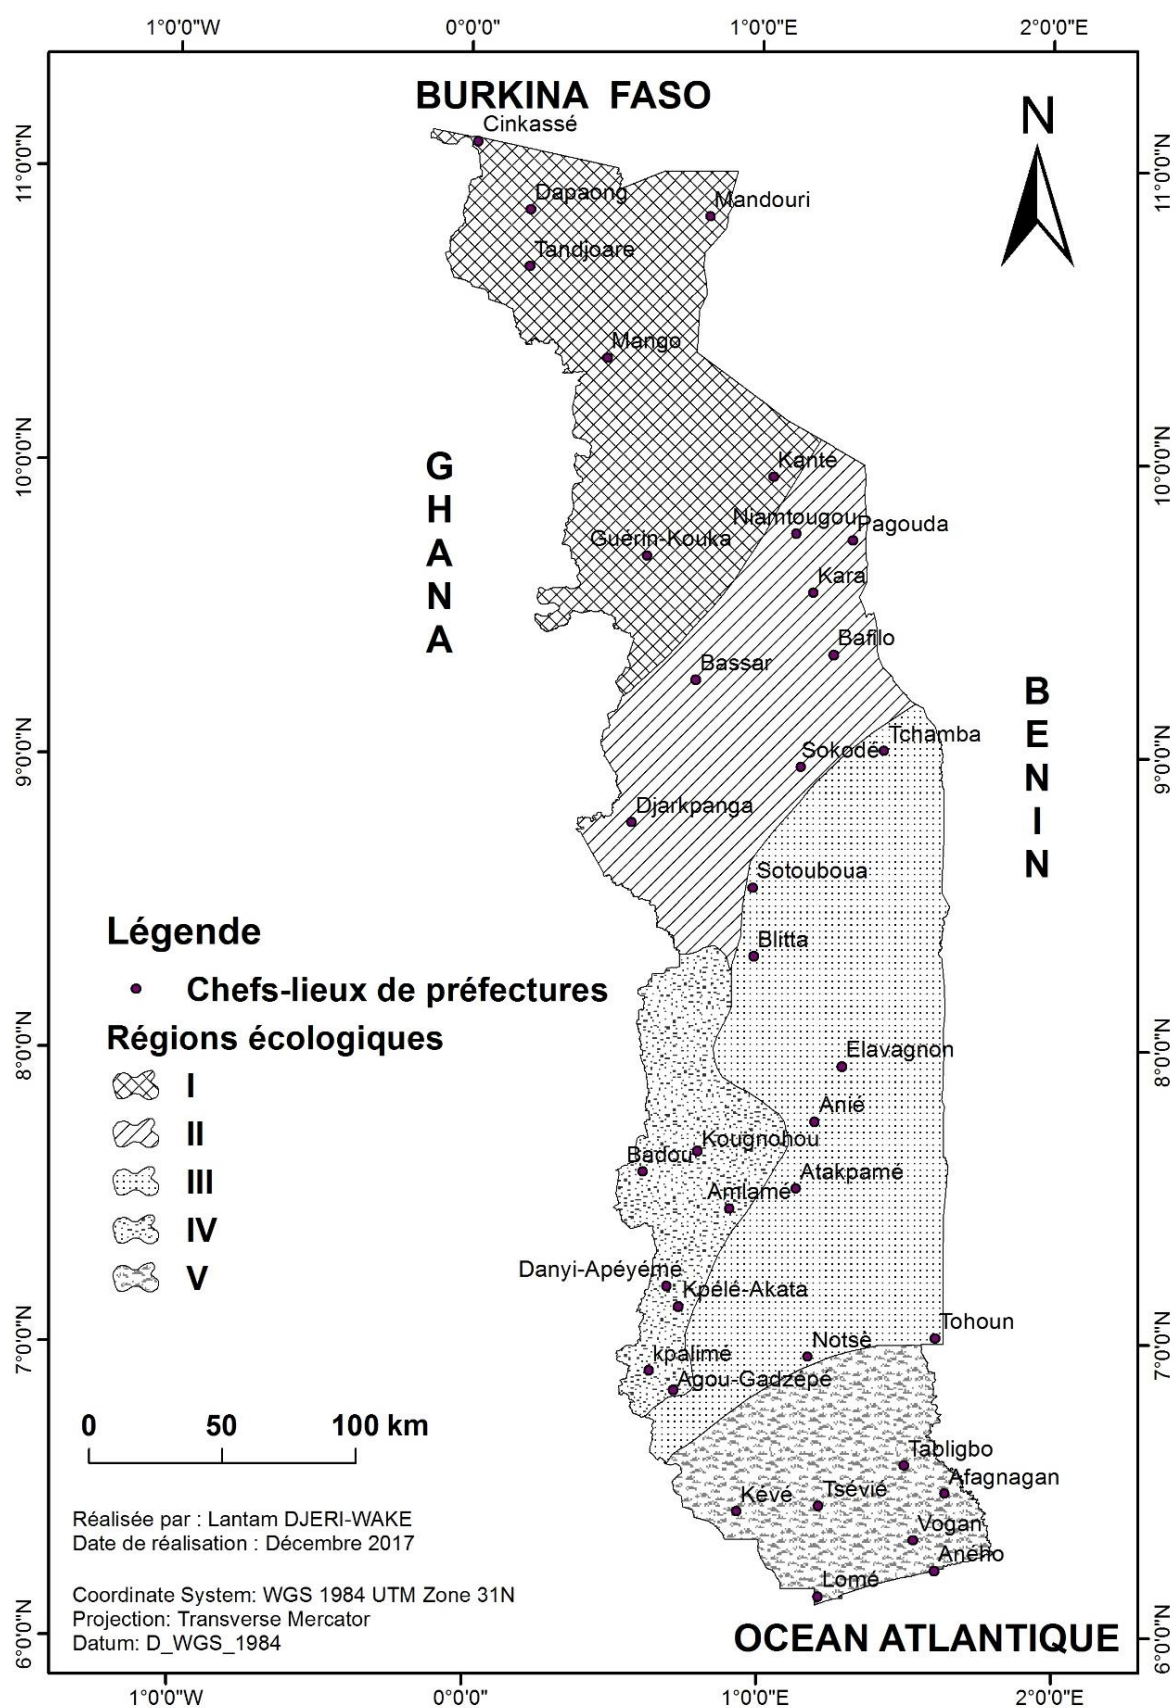 1°0'0"W
0°0'0"
1°0'0"E
2°0'0"E
BURKINA FASO
N
Cinkassé
11°0'0"N
11°0'0"N
Dapaong
Mandouri
Tandjoare
Mango
10°0'0"N
10°0'0"N
G
H
A
N
A
Kanté
Niamtougou
Pagouda
Guérin-Kouka
Kara
Bafilo
Bassar
B
E
N
I
N
9°0'0"N
9°0'0"N
Tchamba
Sokodé
Djarkpanga
Sotouboua
Blitta
Légende
Chefs-lieux de préfectures
Régions écologiques
I
II
III
IV
V
8°0'0"N
8°0'0"N
Elavagnon
Anié
Kougnohou
Badou
Atakpamé
Amlamé
Danyi-Apéyémé
Kpélé-Akata
Tohoun
7°0'0"N
7°0'0"N
Notsè
kpalimé
Agou-Gadzépé
0 50 100 km
Tabligbo
Afagnagan
Kévé
Tsévié
Vogan
Aného
Lomé
Réalisée par : Lantam DJERI-WAKE
Date de réalisation : Décembre 2017
Coordinate System: WGS 1984 UTM Zone 31N
Projection: Transverse Mercator
Datum: D_WGS_1984
6°0'0"N
6°0'0"N
OCEAN ATLANTIQUE
1°0'0"W
0°0'0"
1°0'0"E
2°0'0"E